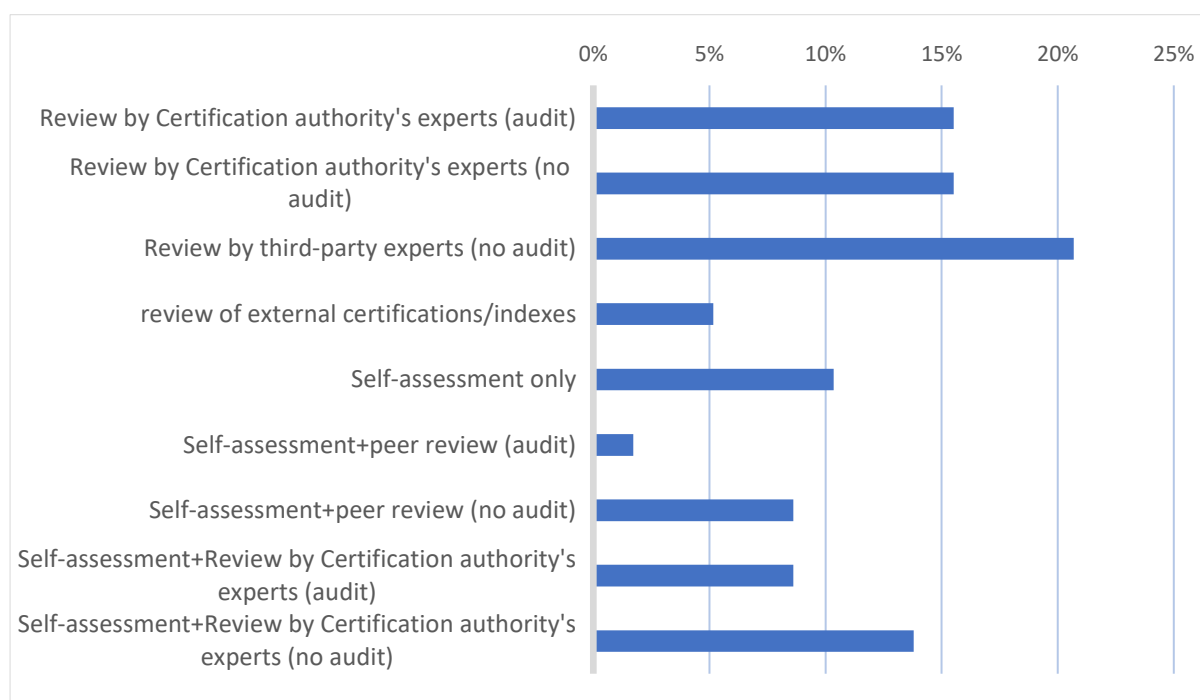 0% 5% 10% 15% 20% 25%
Review by Certification authority's experts (audit)
Review by Certification authority's experts (no
audit)
Review by third-party experts (no audit)
review of external certifications/indexes
Self-assessment only
Self-assessment+peer review (audit)
Self-assessment+peer review (no audit)
Self-assessment+Review by Certification authority's
experts (audit)
Self-assessment+Review by Certification authority's
experts (no audit)